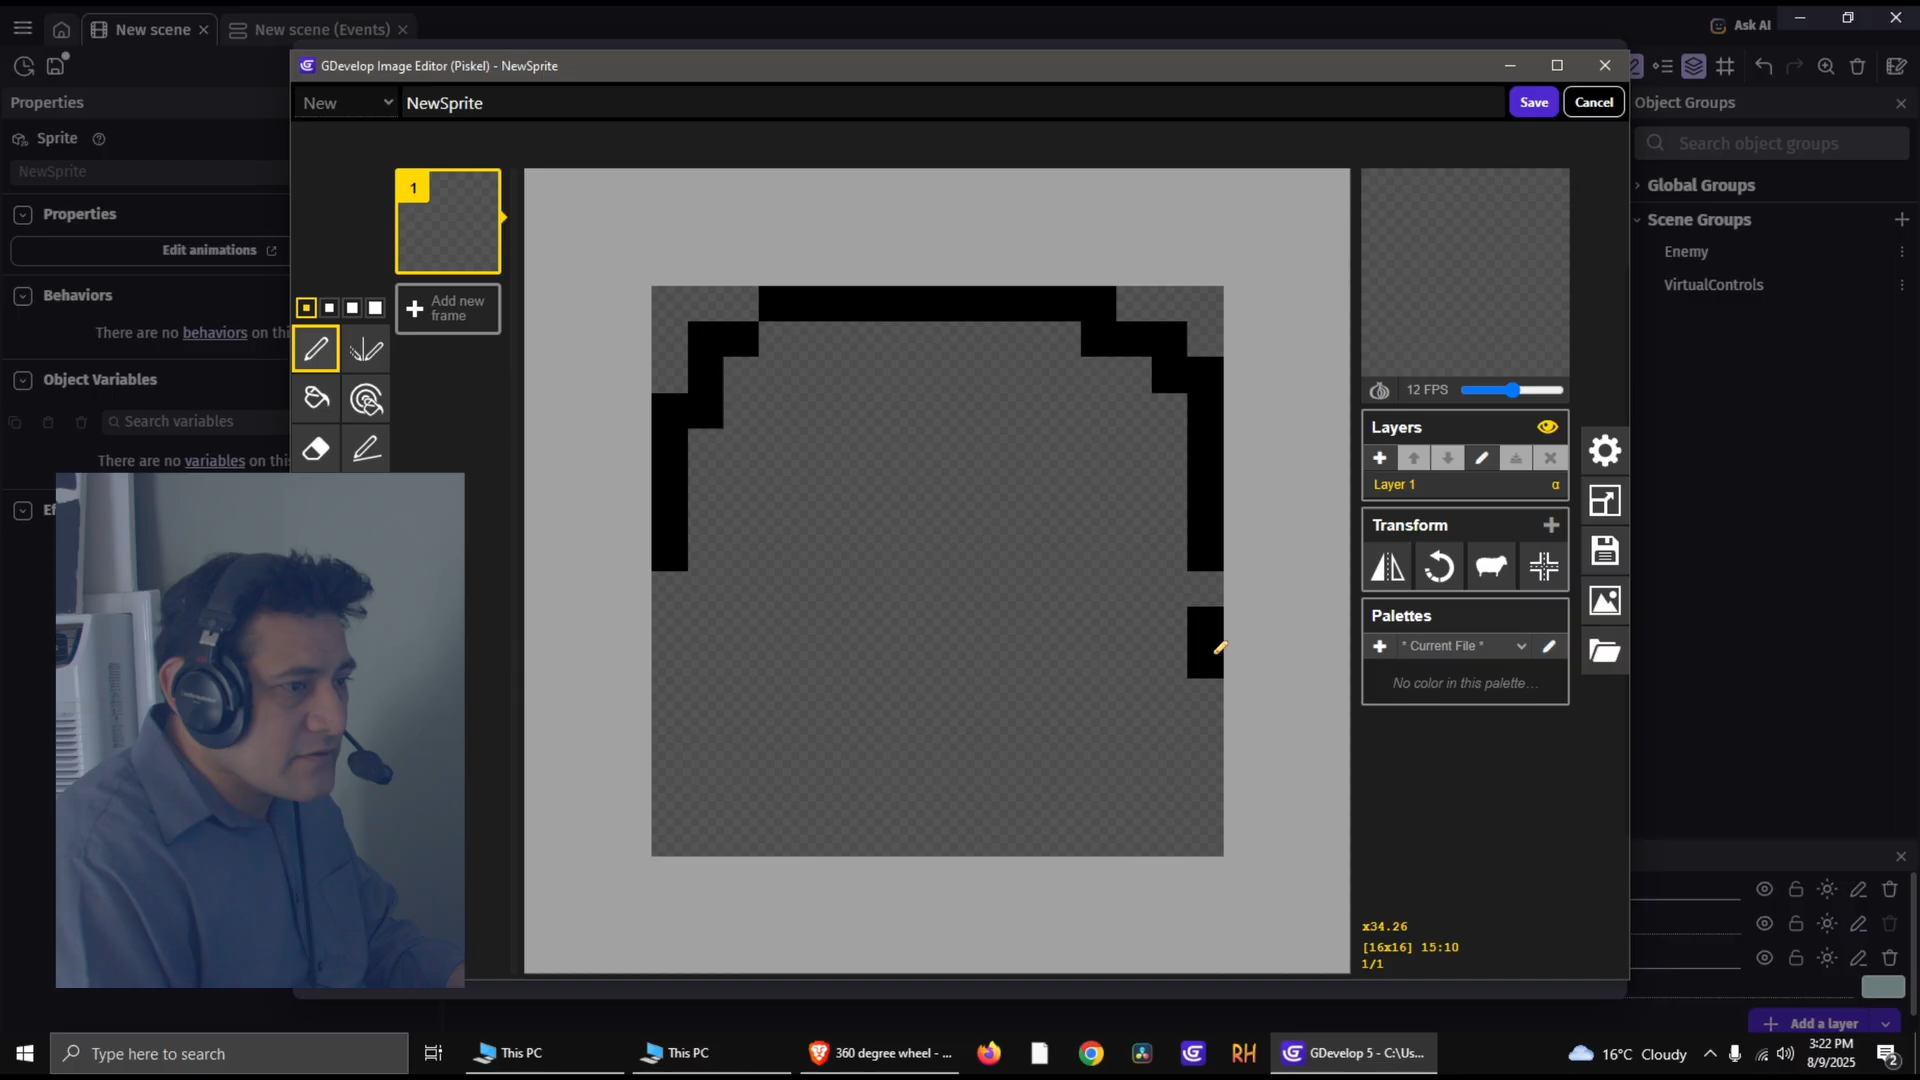 New scene
New scene (Events)
Ask AI
GDevelop Image Editor (Piskel) - NewSprite
Properties
New
NewSprite
Save
Cancel
Object Groups
Sprite
Search object groups
NewSprite
1
Global Groups
Properties
Scene Groups
Edit animations
Enemy
Behaviors
Add new
frame
VirtualControls
There are no behaviors on thi
Object Variables
12 FPS
Search variables
Layers
There are no variables on this
Layer 1
α
Ef
Transform
Palettes
* Current File *
No color in this palette...
x34.26
[16x16] 15:10
1/1
Add a layer
Type here to search
This PC
This PC
360 degree wheel - ...
RH
GDevelop 5 - C:\Us...
16°C Cloudy
3:22 PM
8/9/2025
2